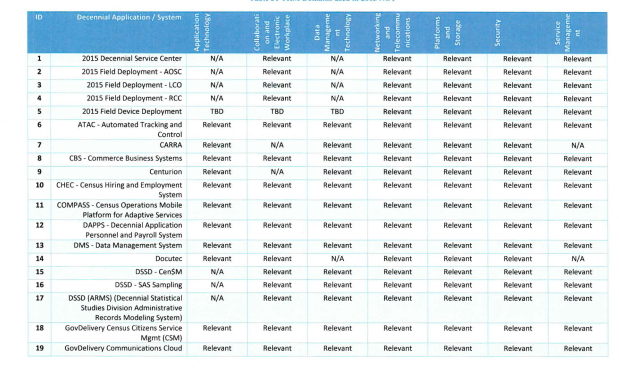 ID Decennial Application / System Application Technology Collaborati on and Electronic Workplace Data Manageme nt Technology Networking and Telecommu nications Platforms and Storage Security Service Manageme nt
1 2015 Decennial Service Center N/A Relevant N/A Relevant Relevant Relevant Relevant
2 2015 Field Deployment - AOSC N/A Relevant N/A Relevant Relevant Relevant Relevant
3 2015 Field Deployment - LCO N/A Relevant N/A Relevant Relevant Relevant Relevant
4 2015 Field Deployment - RCC N/A Relevant N/A Relevant Relevant Relevant Relevant
5 2015 Field Device Deployment TBD TBD TBD Relevant Relevant Relevant Relevant
6 ATAC - Automated Tracking and Relevant Relevant Relevant Relevant Relevant Relevant Relevant
Control
7 CARRA Relevant N/A Relevant Relevant Relevant Relevant N/A
8 CBS - Commerce Business Systems Relevant Relevant Relevant Relevant Relevant Relevant Relevant
9 Centurion Relevant N/A Relevant Relevant Relevant Relevant Relevant
10 CHEC - Census Hiring and Employment Relevant Relevant Relevant Relevant Relevant Relevant Relevant
System
11 COMPASS - Census Operations Mobile Relevant Relevant Relevant Relevant Relevant Relevant Relevant
Platform for Adaptive Services
12 DAPPS - Decennial Application Relevant Relevant Relevant Relevant Relevant Relevant Relevant
Personnel and Payroll System
13 DMS - Data Management System Relevant Relevant Relevant Relevant Relevant Relevant Relevant
14 Docutec Relevant N/A Relevant Relevant Relevant Relevant N/A
15 DSSD - CenSM N/A Relevant Relevant Relevant Relevant Relevant Relevant
16 DSSD - SAS Sampling N/A Relevant Relevant Relevant Relevant Relevant Relevant
17 DSSD (ARMS) (Decennial Statistical N/A Relevant Relevant Relevant Relevant Relevant Relevant
Studies Division Administrative
Records Modeling System)
18 GovDelivery Census Citizens Service Relevant Relevant Relevant Relevant Relevant Relevant Relevant
Mgmt (CSM)
19 GovDelivery Communications Cloud Relevant Relevant Relevant Relevant Relevant Relevant Relevant